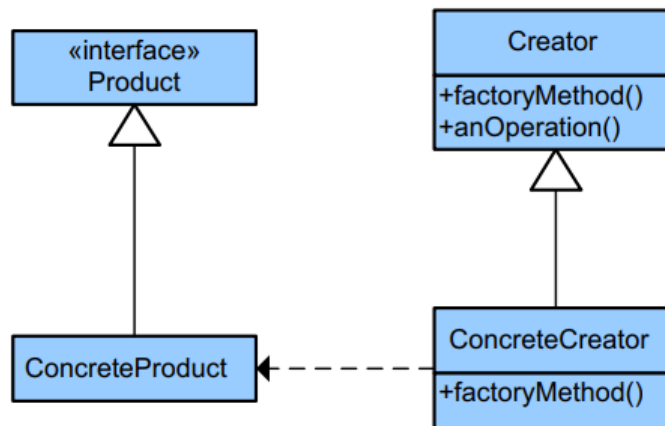 «interface»
Product
Creator
+factoryMethod()
+anOperation()
ConcreteProduct
ConcreteCreator
+factoryMethod()